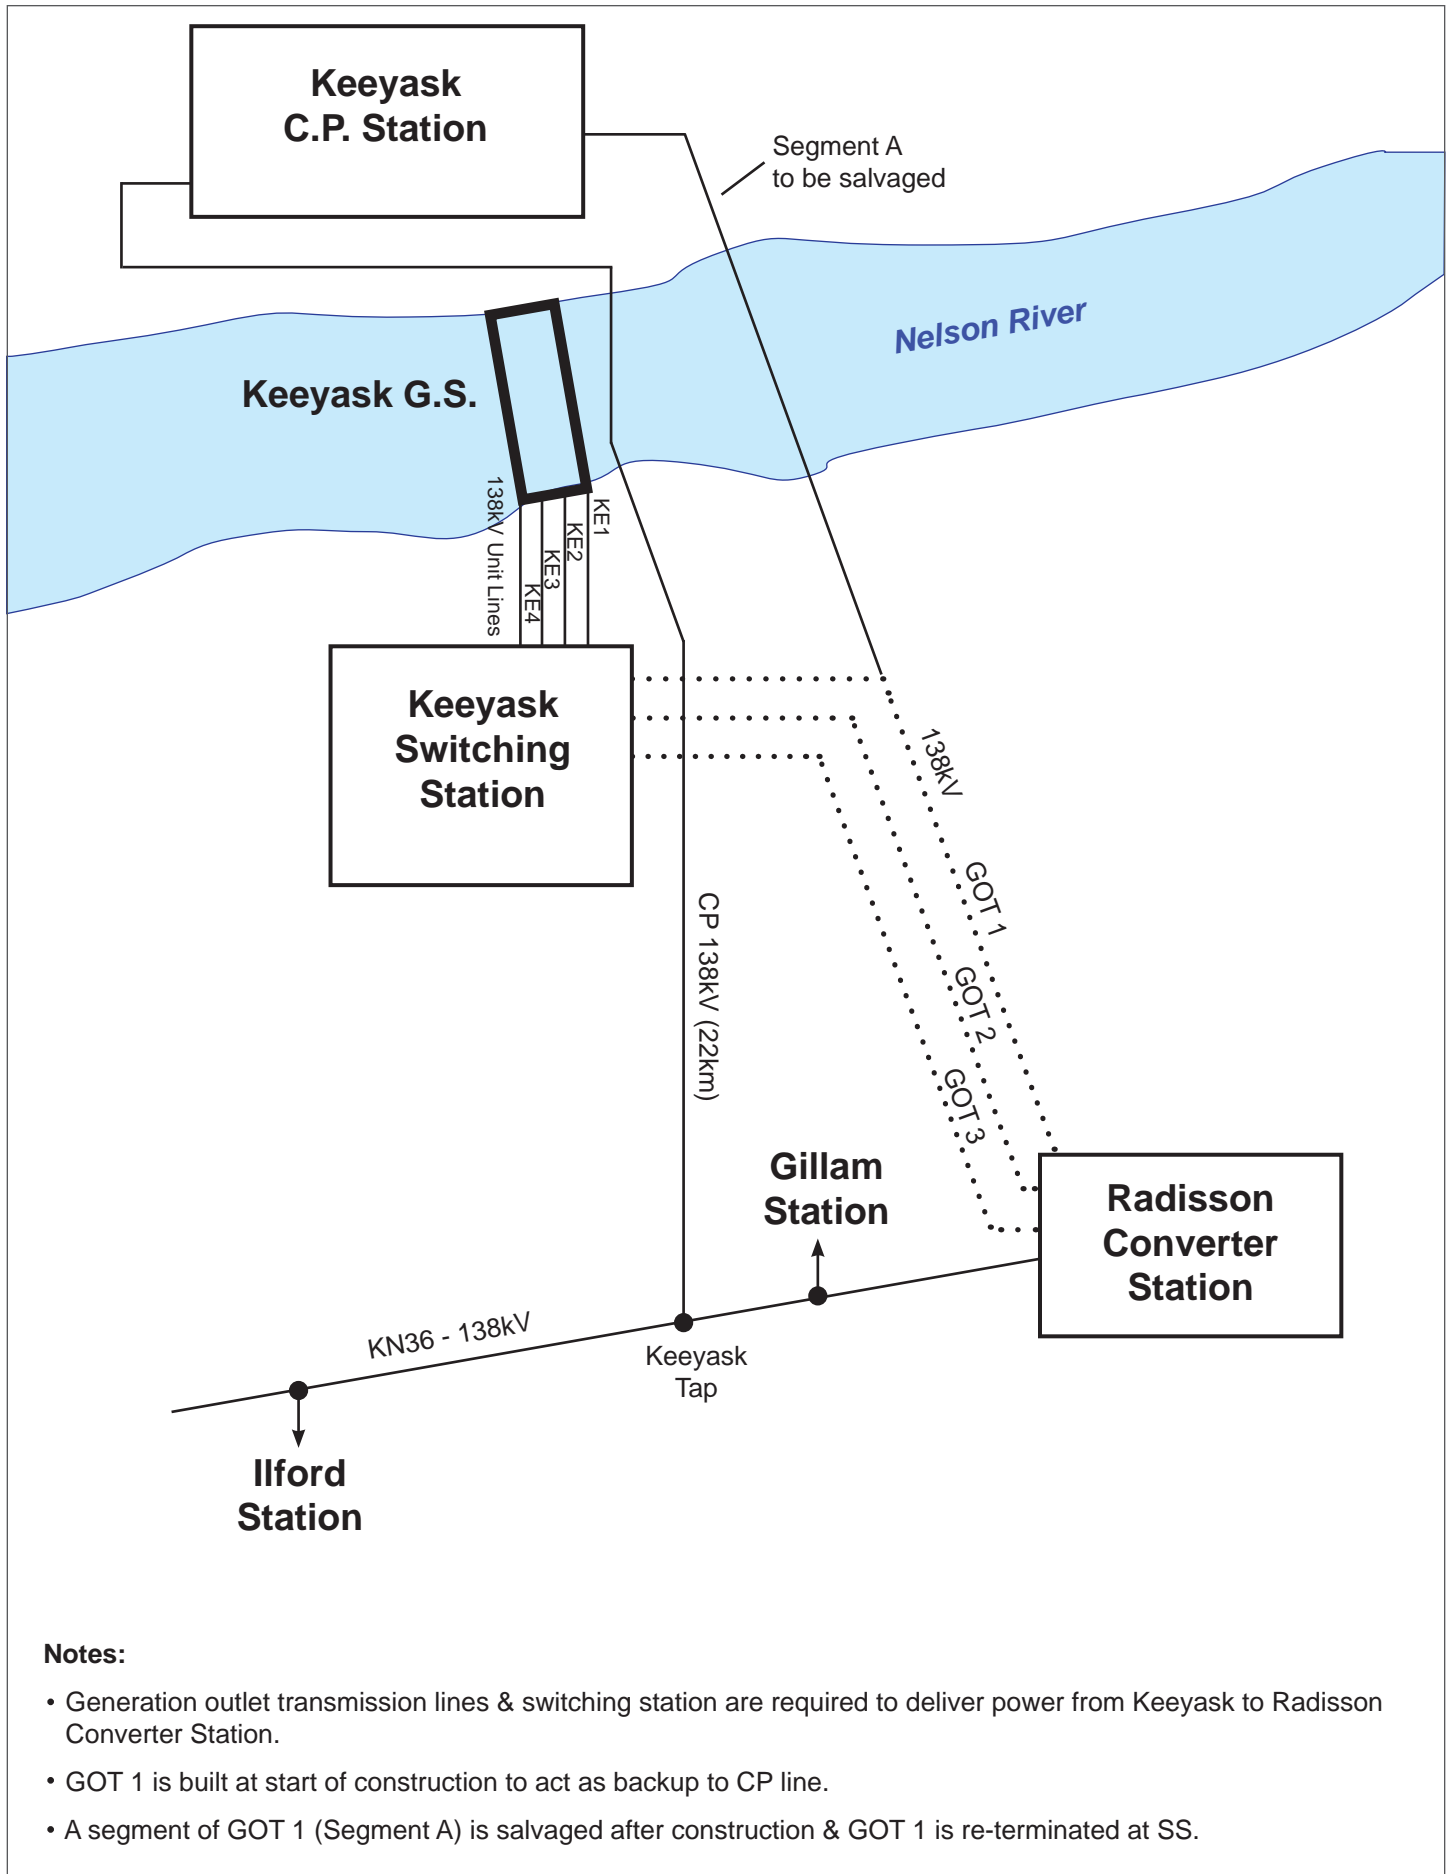 Keeyask
C.P. Station
Segment A
to be salvaged
Nelson River
Keeyask G.S.
138kV Unit Lines
KE4
KE3
KE2
KE1
Keeyask
Switching
Station
138kV
GOT 1
GOT 2
GOT 3
CP 138kV (22km)
Gillam
Station
Radisson
Converter
Station
KN36 - 138kV
Keeyask
Tap
Ilford
Station
Notes:
• Generation outlet transmission lines & switching station are required to deliver power from Keeyask to Radisson
Converter Station.
• GOT 1 is built at start of construction to act as backup to CP line.
• A segment of GOT 1 (Segment A) is salvaged after construction & GOT 1 is re-terminated at SS.